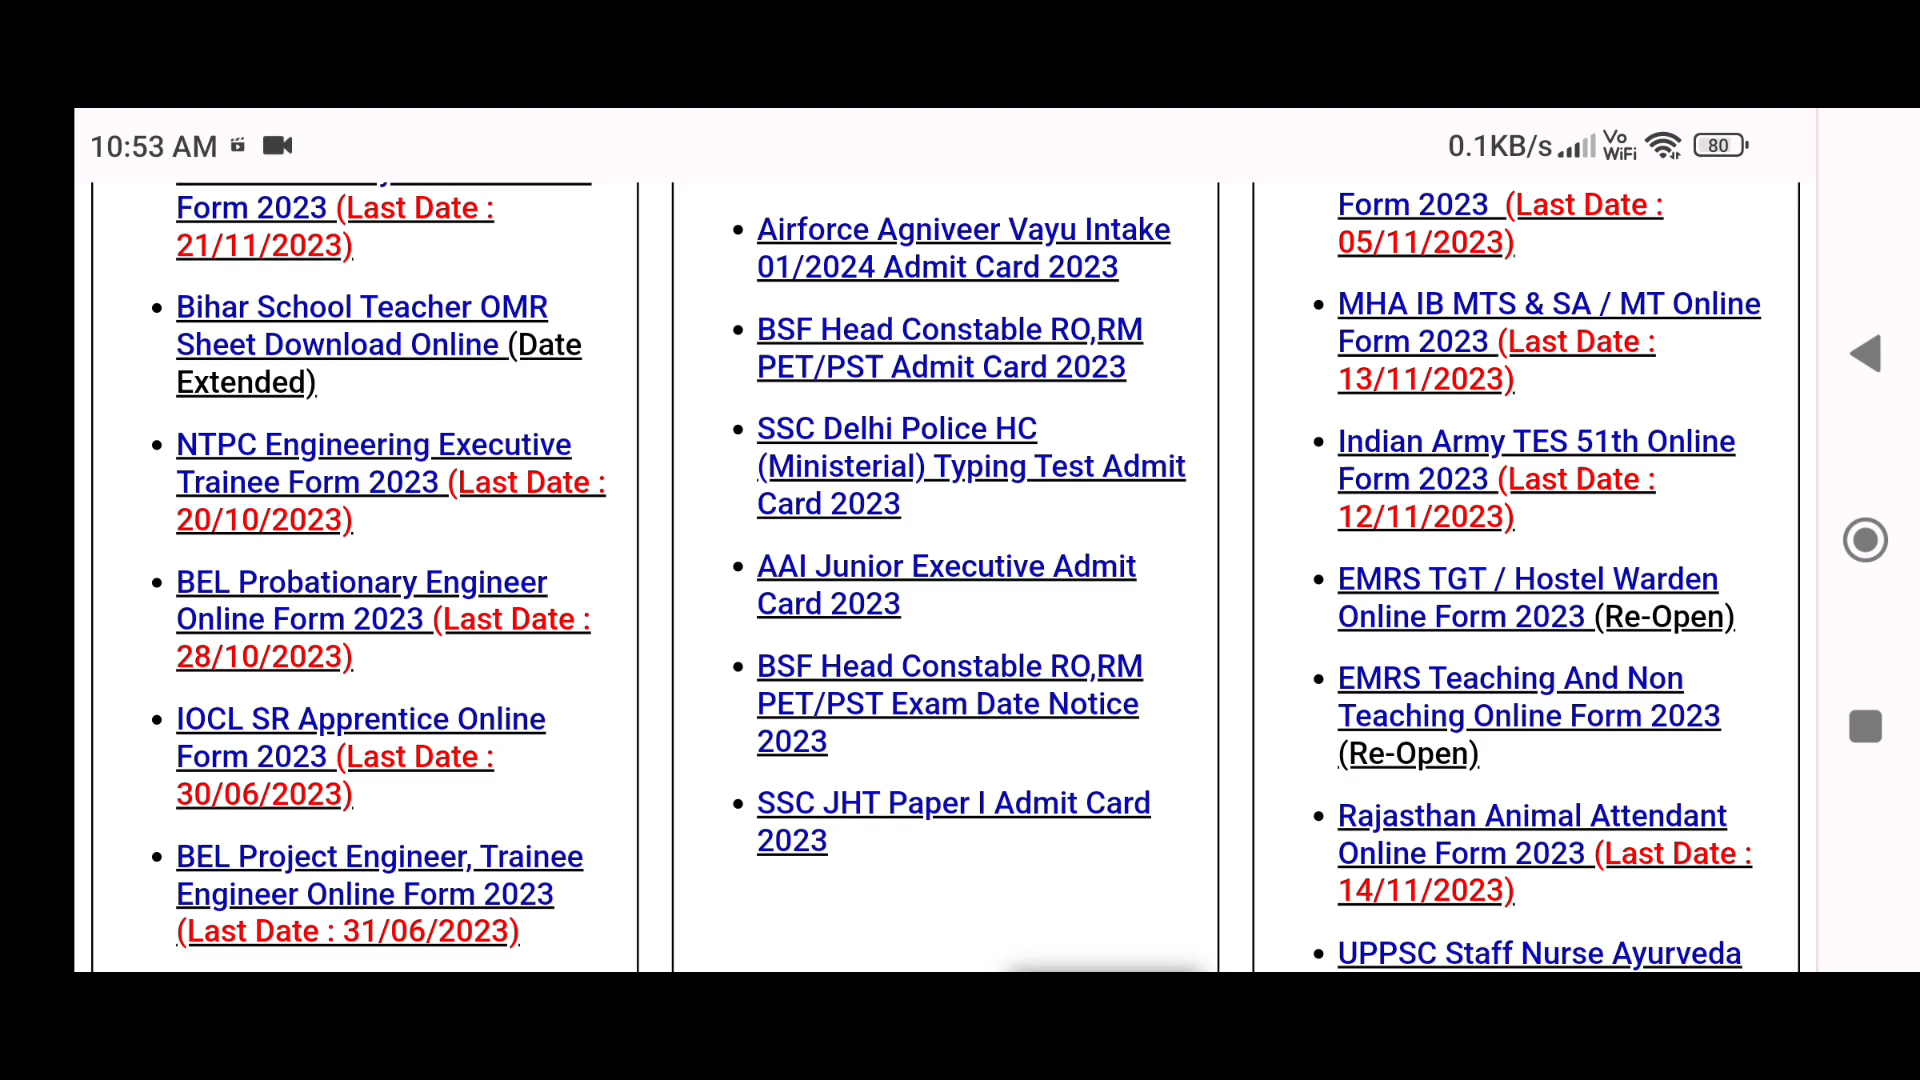 10:53 AM
0.1KB/s
Vo
WiFi
80
Form 2023 (Last Date :
21/11/2023)
Bihar School Teacher OMR
Sheet Download Online (Date
Extended)
NTPC Engineering Executive
Trainee Form 2023 (Last Date :
20/10/2023)
BEL Probationary Engineer
Online Form 2023 (Last Date :
28/10/2023)
IOCL SR Apprentice Online
Form 2023 (Last Date :
30/06/2023)
BEL Project Engineer, Trainee
Engineer Online Form 2023
(Last Date : 31/06/2023)
Airforce Agniveer Vayu Intake
01/2024 Admit Card 2023
BSF Head Constable RO,RM
PET/PST Admit Card 2023
SSC Delhi Police HC
(Ministerial) Typing Test Admit
Card 2023
AAI Junior Executive Admit
Card 2023
BSF Head Constable RO,RM
PET/PST Exam Date Notice
2023
SSC JHT Paper I Admit Card
2023
Form 2023 (Last Date :
05/11/2023)
MHA IB MTS & SA / MT Online
Form 2023 (Last Date :
13/11/2023)
Indian Army TES 51th Online
Form 2023 (Last Date :
12/11/2023)
EMRS TGT / Hostel Warden
Online Form 2023 (Re-Open)
EMRS Teaching And Non
Teaching Online Form 2023
(Re-Open)
Rajasthan Animal Attendant
Online Form 2023 (Last Date :
14/11/2023)
UPPSC Staff Nurse Ayurveda